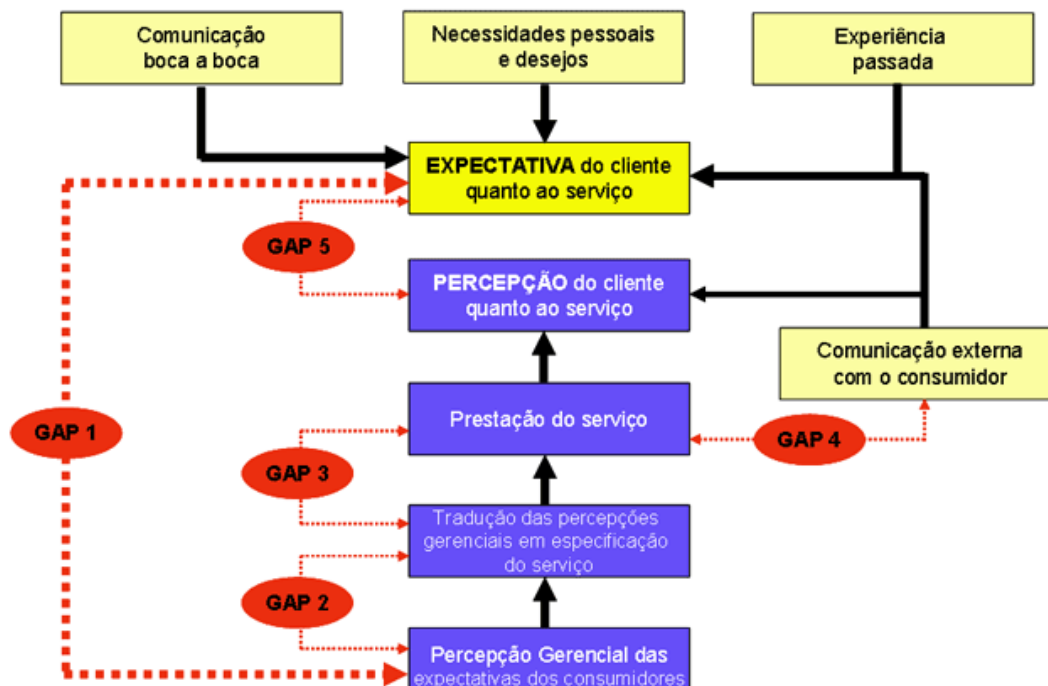 Comunicação
boca a boca
Necessidades pessoais
e desejos
Experiência
passada
EXPECTATIVA do cliente
quanto ao serviço
GAP 5
PERCEPÇÃO do cliente
quanto ao serviço
Comunicação externa
com o consumidor
Prestação do serviço
GAP 1
GAP 4
GAP 3
Tradução das percepções
gerenciais em especificação
do serviço
GAP 2
Percepção Gerencial das
expectativas dos consumidores